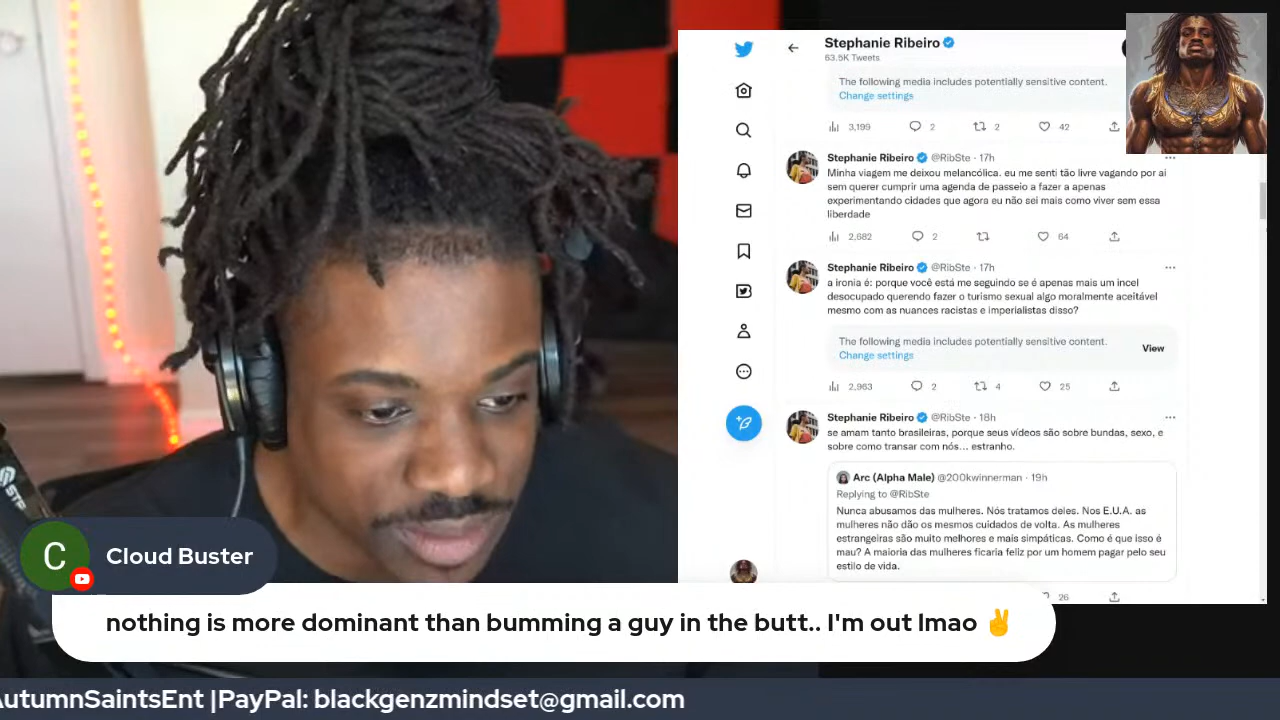 Stephanie Ribeiro
63.5K Tweets
The following media includes potentially sensitive content.
Change settings
3,199 2 2 42
Stephanie Ribeiro @RibSte · 17h
Minha viagem me deixou melancólica. eu me senti tão livre vagando por ai
sem querer cumprir uma agenda de passeio a fazer a apenas
experimentando cidades que agora eu não sei mais como viver sem essa
liberdade
2,682 2 64
Stephanie Ribeiro @RibSte · 17h
a ironia é: porque você está me seguindo se é apenas mais um incel
desocupado querendo fazer o turismo sexual algo moralmente aceitável
mesmo com as nuances racistas e imperialistas disso?
The following media includes potentially sensitive content.
Change settings
View
2,963 2 4 25
Stephanie Ribeiro @RibSte · 18h
se amam tanto brasileiras, porque seus vídeos são sobre bundas, sexo, e
sobre como transar com nós... estranho.
Arc (Alpha Male) @200kwinnerman · 19h
Replying to @RibSte
Nunca abusamos das mulheres. Nós tratamos deles. Nos E.U.A. as
mulheres não dão os mesmos cuidados de volta. As mulheres
estrangeiras são muito melhores e mais simpáticas. Como é que isso é
mau? A maioria das mulheres ficaria feliz por um homem pagar pelo seu
estilo de vida.
26
C
Cloud Buster
nothing is more dominant than bumming a guy in the butt.. I'm out lmao ✌
AutumnSaintsEnt |PayPal: blackgenzmindset@gmail.com